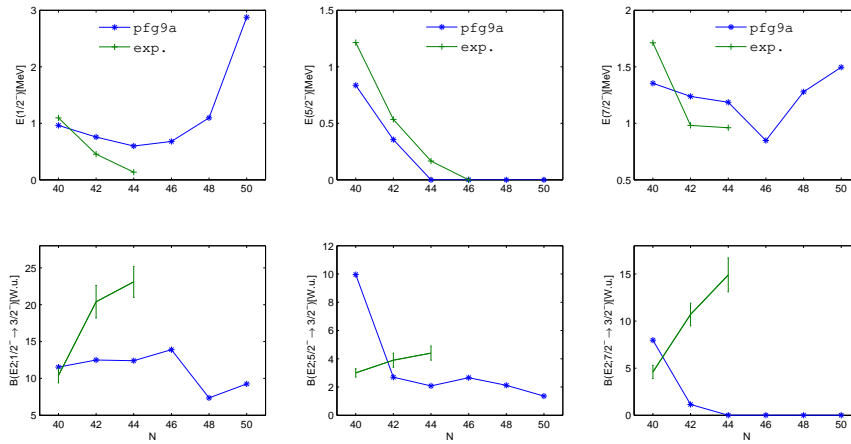 E(1/2⁻)[MeV]
3
2
1
0
40 42 44 46 48 50
pfg9a
exp.
E(5/2⁻)[MeV]
1.5
1
0.5
0
40 42 44 46 48 50
pfg9a
exp.
E(7/2⁻)[MeV]
2
1.5
1
0.5
40 42 44 46 48 50
pfg9a
exp.
B(E2;1/2⁻→ 3/2⁻)[W.u.]
25
20
15
10
5
40 42 44 46 48 50
N
B(E2;5/2⁻→ 3/2⁻)[W.u.]
12
10
8
6
4
2
0
40 42 44 46 48 50
N
B(E2;7/2⁻→ 3/2⁻)[W.u.]
15
10
5
0
40 42 44 46 48 50
N